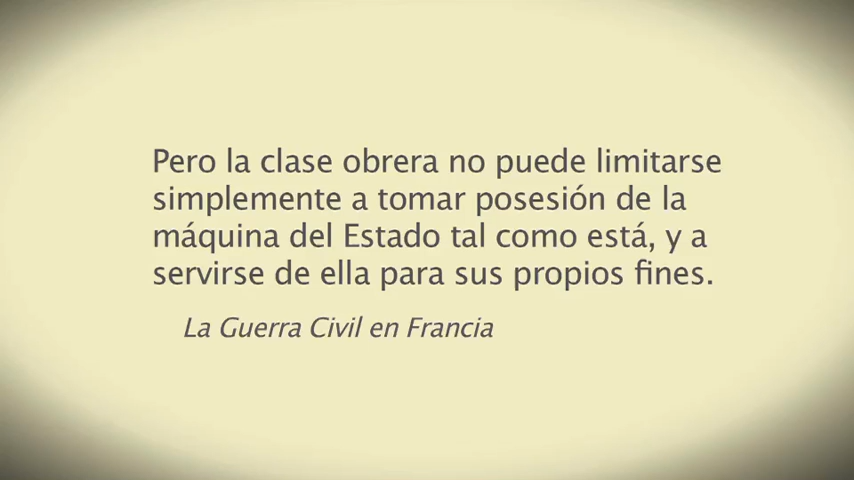 Pero la clase obrera no puede limitarse
simplemente a tomar posesión de la
máquina del Estado tal como está, y a
servirse de ella para sus propios fines.
La Guerra Civil en Francia